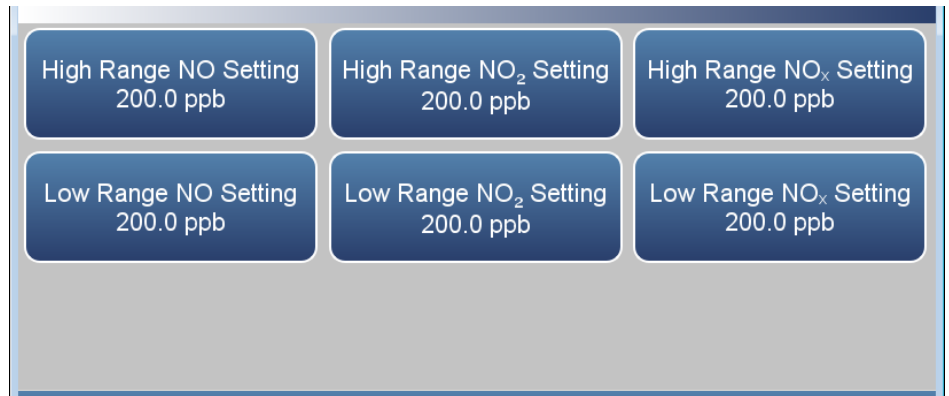 High Range NO Setting
200.0 ppb
High Range NO₂ Setting
200.0 ppb
High Range NOₓ Setting
200.0 ppb
Low Range NO Setting
200.0 ppb
Low Range NO₂ Setting
200.0 ppb
Low Range NOₓ Setting
200.0 ppb